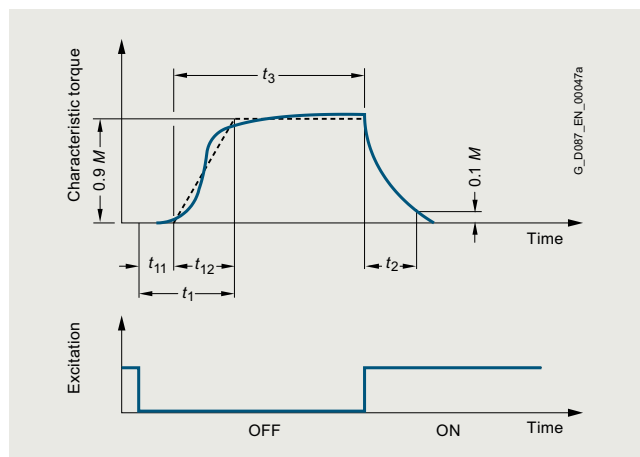 Characteristic torque
0.9 M
t3
0.1 M
G_D087_EN_00047a
Time
t11
t12
t2
t1
Excitation
Time
OFF
ON